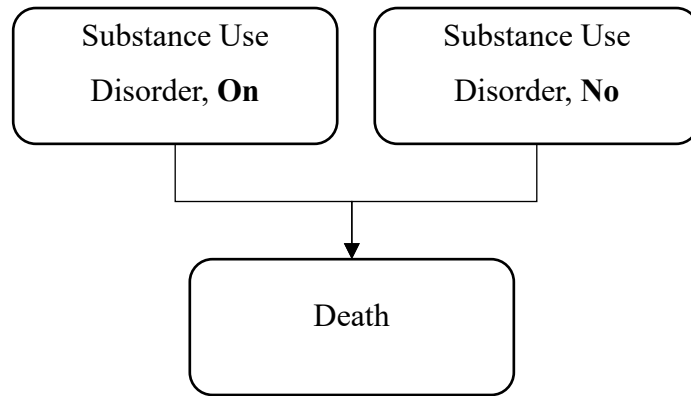 Substance Use
Disorder, On
Substance Use
Disorder, No
Death